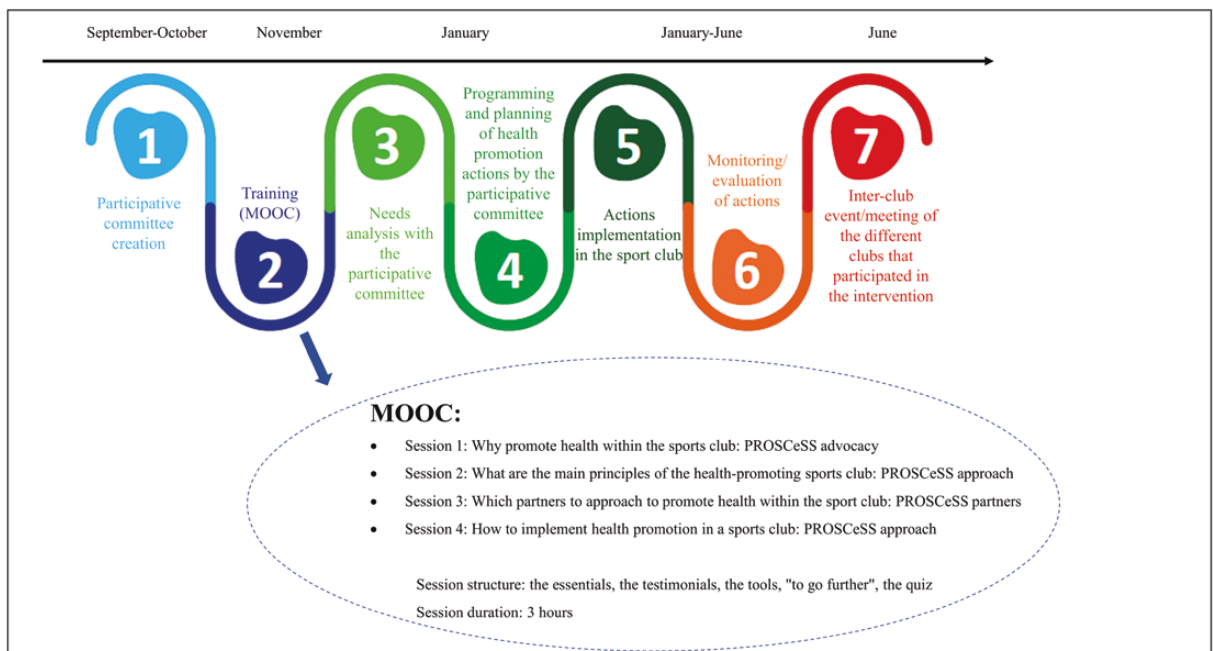 September-October
November
January
January-June
June
1
Participative
committee
creation
Training
(MOOC)
2
3
Needs
analysis with
the
participative
committee
Programming
and planning
of health
promotion
actions by the
participative
committee
4
5
Actions
implementation
in the sport club
Monitoring/
evaluation
of actions
6
7
Inter-club
event/meeting of
the different
clubs that
participated in
the intervention
MOOC:
• Session 1: Why promote health within the sports club: PROSCeSS advocacy
• Session 2: What are the main principles of the health-promoting sports club: PROSCeSS approach
• Session 3: Which partners to approach to promote health within the sport club: PROSCeSS partners
• Session 4: How to implement health promotion in a sports club: PROSCeSS approach
Session structure: the essentials, the testimonials, the tools, "to go further", the quiz
Session duration: 3 hours